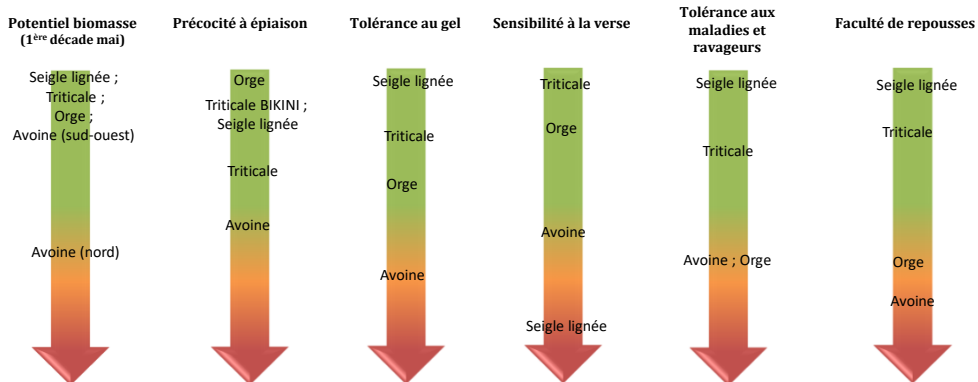 Potentiel biomasse
(1ère décade mai)
Seigle lignée ;
Triticale ;
Orge ;
Avoine (sud-ouest)
Avoine (nord)
Précocité à épiaison
Orge
Triticale BIKINI ;
Seigle lignée
Triticale
Avoine
Tolérance au gel
Seigle lignée
Triticale
Orge
Avoine
Sensibilité à la verse
Triticale
Orge
Avoine
Seigle lignée
Tolérance aux
maladies et
ravageurs
Seigle lignée
Triticale
Avoine ; Orge
Faculté de repousses
Seigle lignée
Triticale
Orge
Avoine